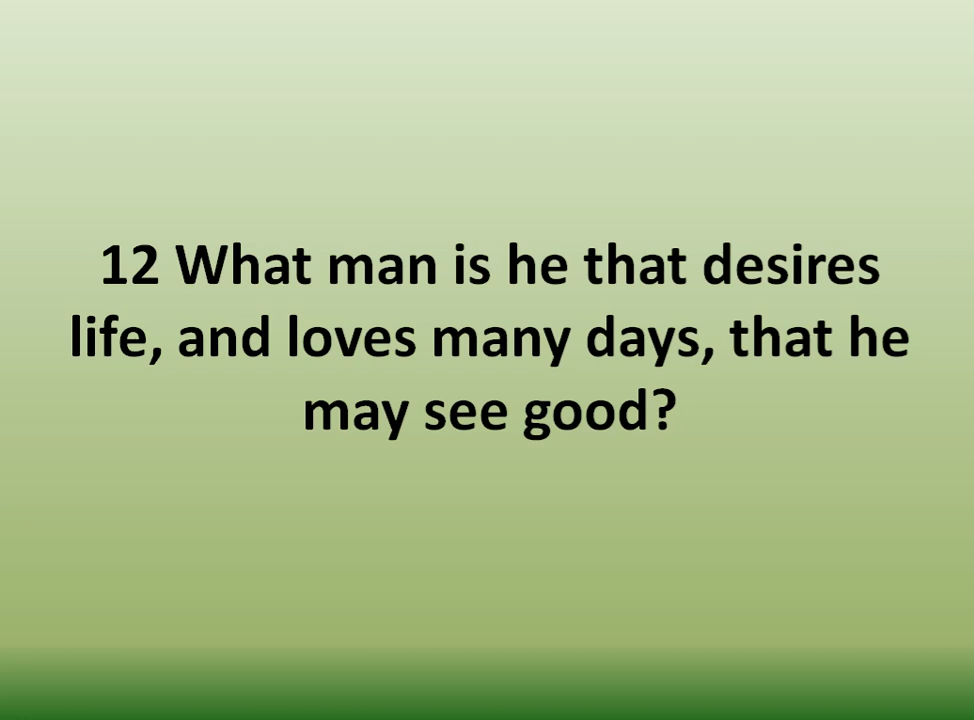 12 What man is he that desires
life, and loves many days, that he
may see good?